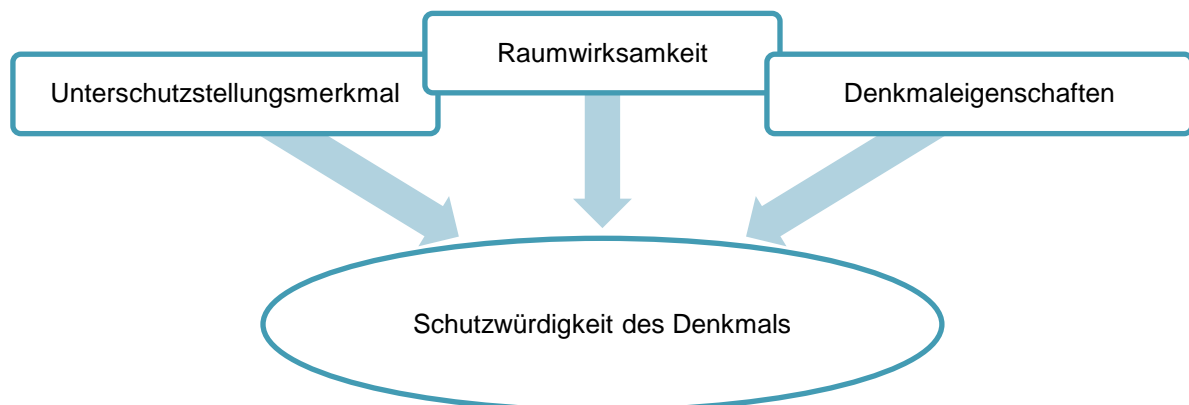 Raumwirksamkeit
Unterschutzstellungsmerkmal
Denkmaleigenschaften
Schutzwürdigkeit des Denkmals